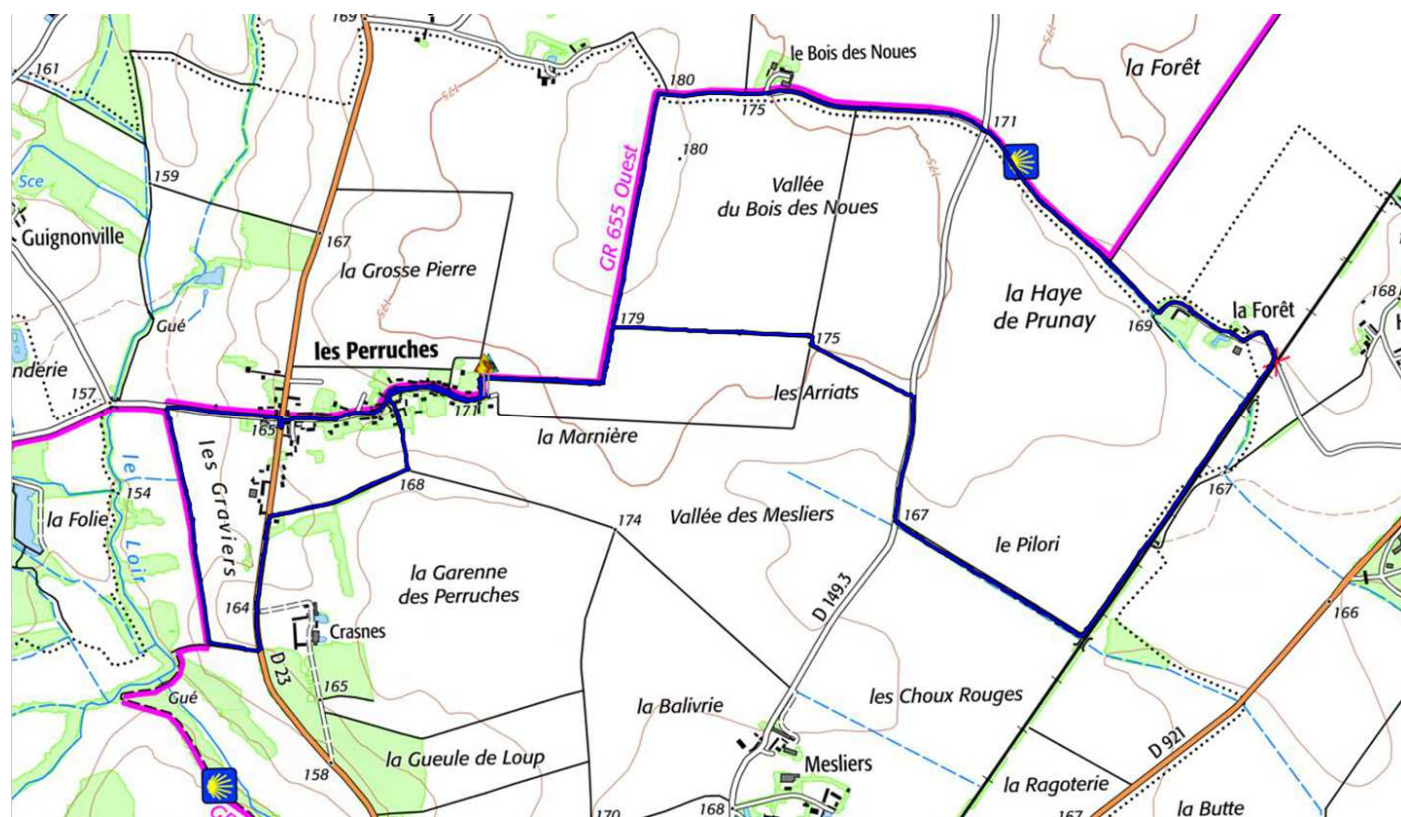 169
161
180
le Bois des Noues
la Forêt
175
175
171
180
Sce
159
Vallée
du Bois des Noues
175
GR 655 Ouest
Guignonville
167
la Grosse Pierre
la Haye
de Prunay
175
169
la Forêt
168
Gué
179
175
les Perruches
nderie
157
165
171
la Marnière
les Arriats
les Graviers
168
167
154
le Loir
la Folie
174
Vallée des Mesliers
167
le Pilori
la Garenne
des Perruches
164
Crasnes
D 149.3
166
D 23
165
Gué
la Balivrie
les Choux Rouges
D 921
158
la Gueule de Loup
Mesliers
la Ragoterie
170
168
167
la Butte